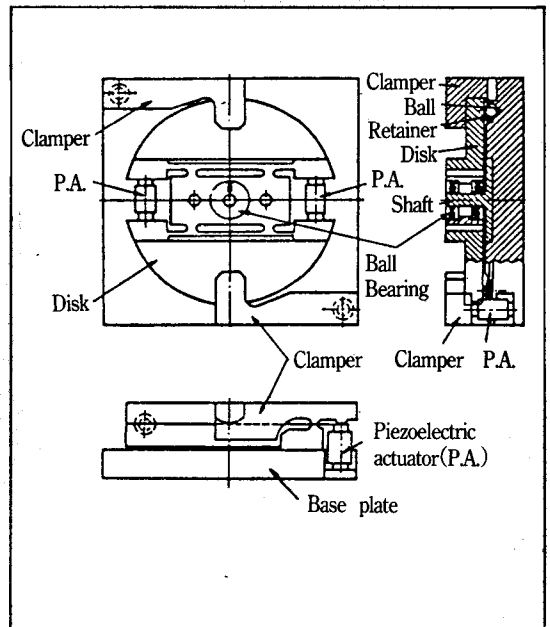 Clamper
P.A.
Disk
P.A.
Ball
Bearing
Clamper
Clamper
Ball
Retainer
Disk
Shaft
Clamper P.A.
Piezoelectric
actuator(P.A.)
Base plate